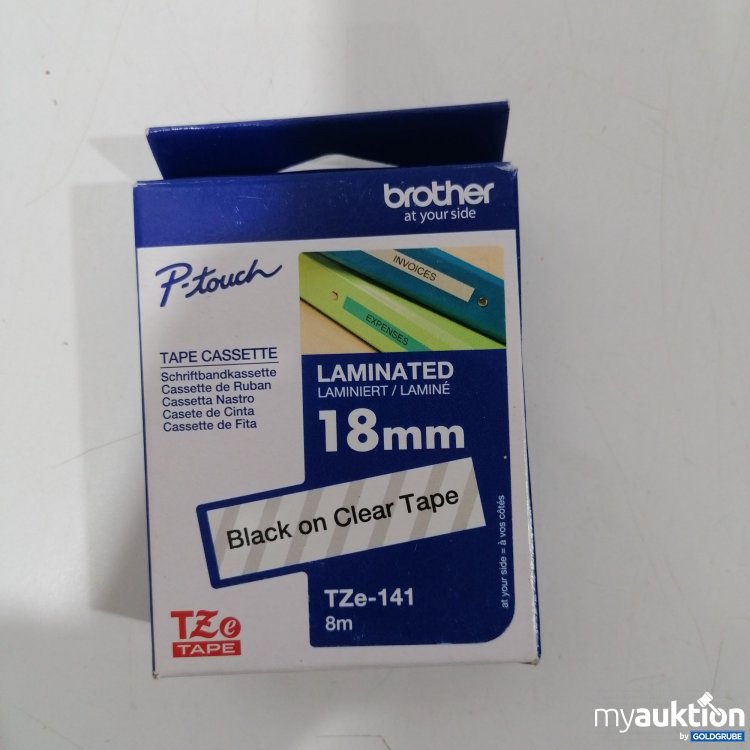 brother
at your side
P-touch
INVOICES
EXPENSES
TAPE CASSETTE
Schriftbandkassette
Cassette de Ruban
Cassetta Nastro
Casete de Cinta
Cassette de Fita
LAMINATED
LAMINIERT / LAMINÉ
18mm
Black on Clear Tape
at your side = à vos côtés
TZe-141
8m
TZe
TAPE
myauktion
by GOLDGRUBE